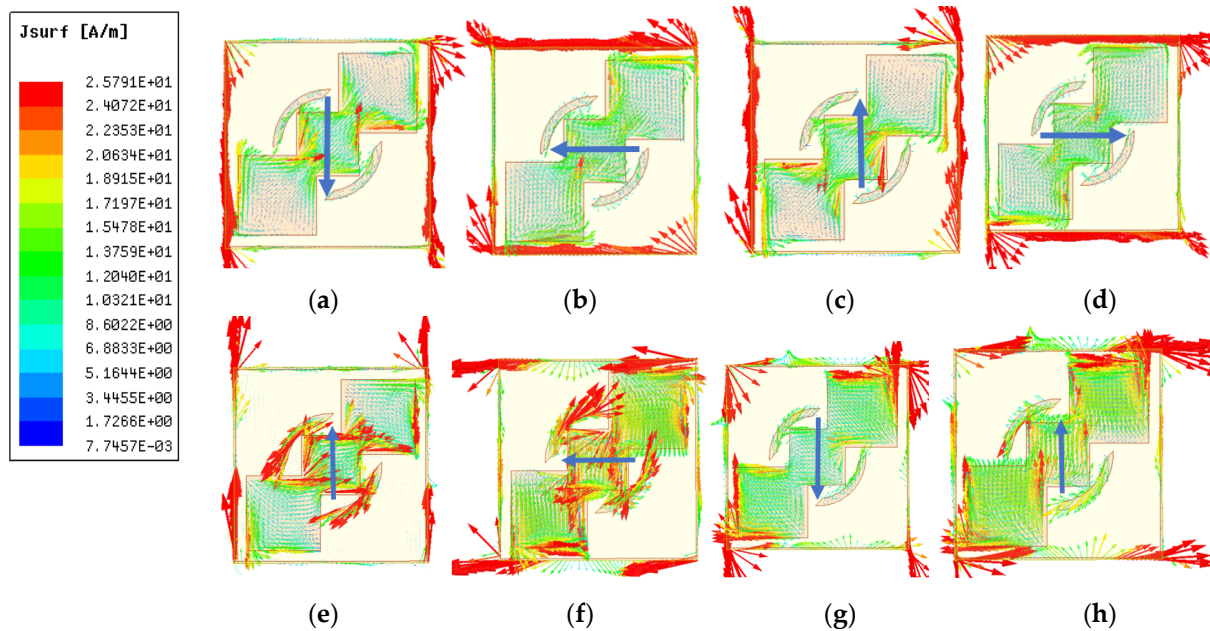 Jsurf [A/m]
2.5791E+01
2.4072E+01
2.2353E+01
2.0634E+01
1.8915E+01
1.7197E+01
1.5478E+01
1.3759E+01
1.2040E+01
1.0321E+01
8.6022E+00
6.8833E+00
5.1644E+00
3.4455E+00
1.7266E+00
7.7457E-03
(a) (b) (c) (d)
(e) (f) (g) (h)